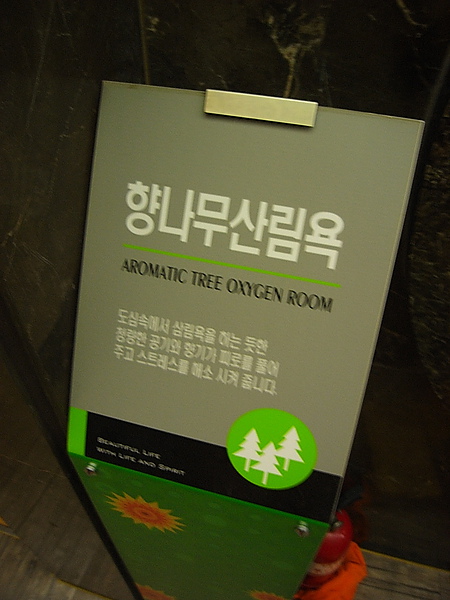 향나무산림욕
AROMATIC TREE OXYGEN ROOM
도심속에서 삼림욕을 하는 듯한
청량한 공기와 향기가 피로를 풀어
주고 스트레스를 해소 시켜 줍니다.
BEAUTIFUL LIFE
WITH LIFE AND SPIRIT